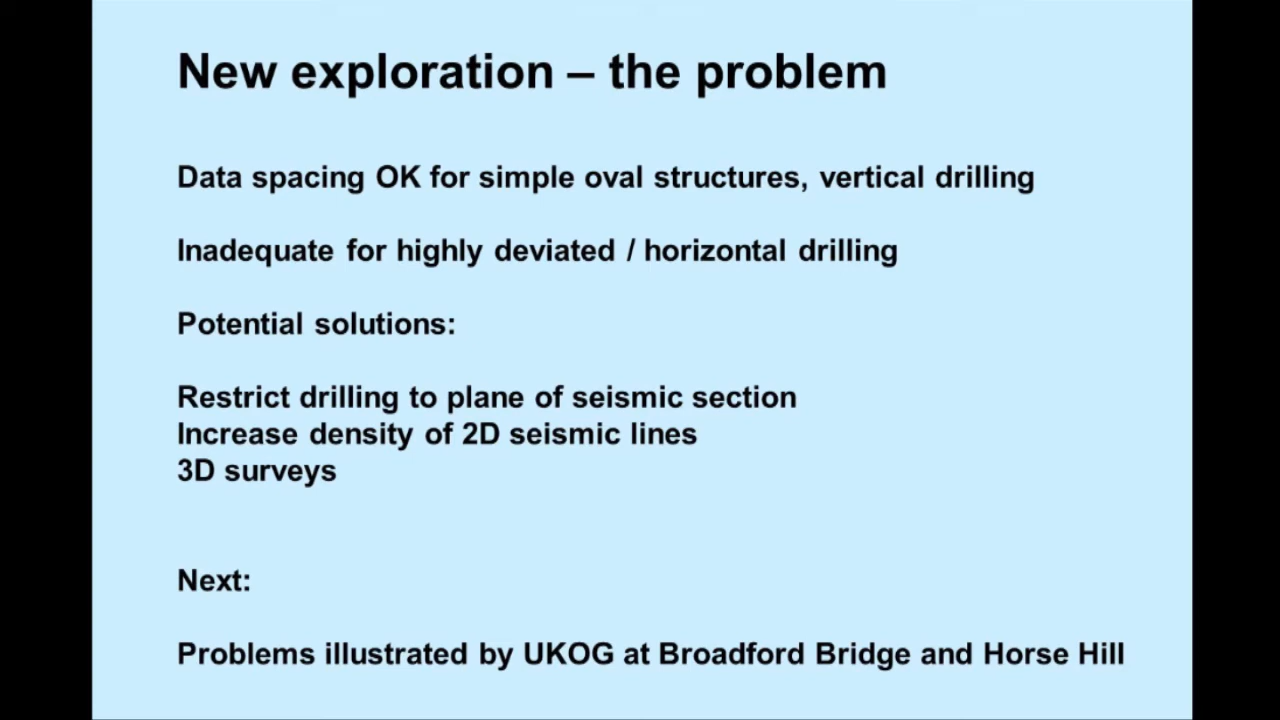 New exploration – the problem
Data spacing OK for simple oval structures, vertical drilling
Inadequate for highly deviated / horizontal drilling
Potential solutions:
Restrict drilling to plane of seismic section
Increase density of 2D seismic lines
3D surveys
Next:
Problems illustrated by UKOG at Broadford Bridge and Horse Hill